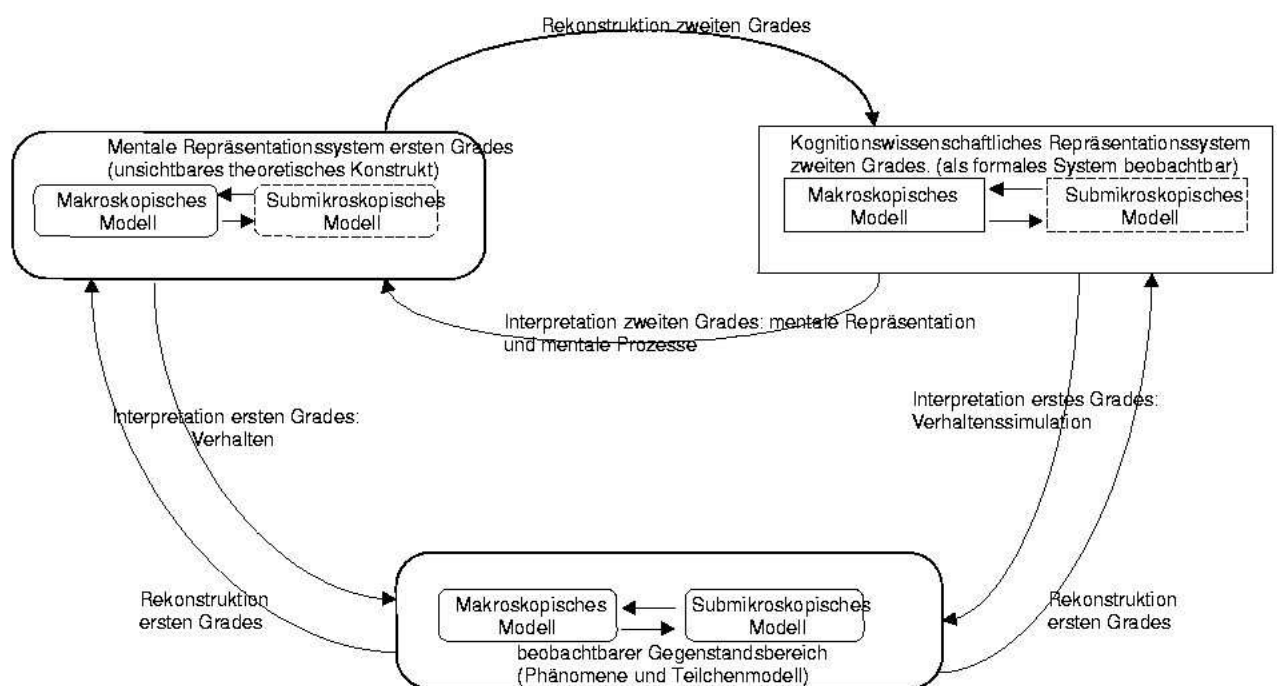 Rekonstruktion zweiten Grades
Mentale Repräsentationssystem ersten Grades
(unsichtbares theoretisches Konstrukt)
Makroskopisches
Modell
Submikroskopisches
Modell
Kognitionswissenschaftliches Repräsentationssystem
zweiten Grades. (als formales System beobachtbar)
Makroskopisches
Modell
Submikroskopisches
Modell
Interpretation zweiten Grades: mentale Repräsentation
und mentale Prozesse
Interpretation ersten Grades:
Verhalten
Interpretation erstes Grades:
Verhaltenssimulation
Rekonstruktion
ersten Grades
Makroskopisches
Modell
Submikroskopisches
Modell
beobachtbarer Gegenstandsbereich
(Phänomene und Teilchenmodell)
Rekonstruktion
ersten Grades